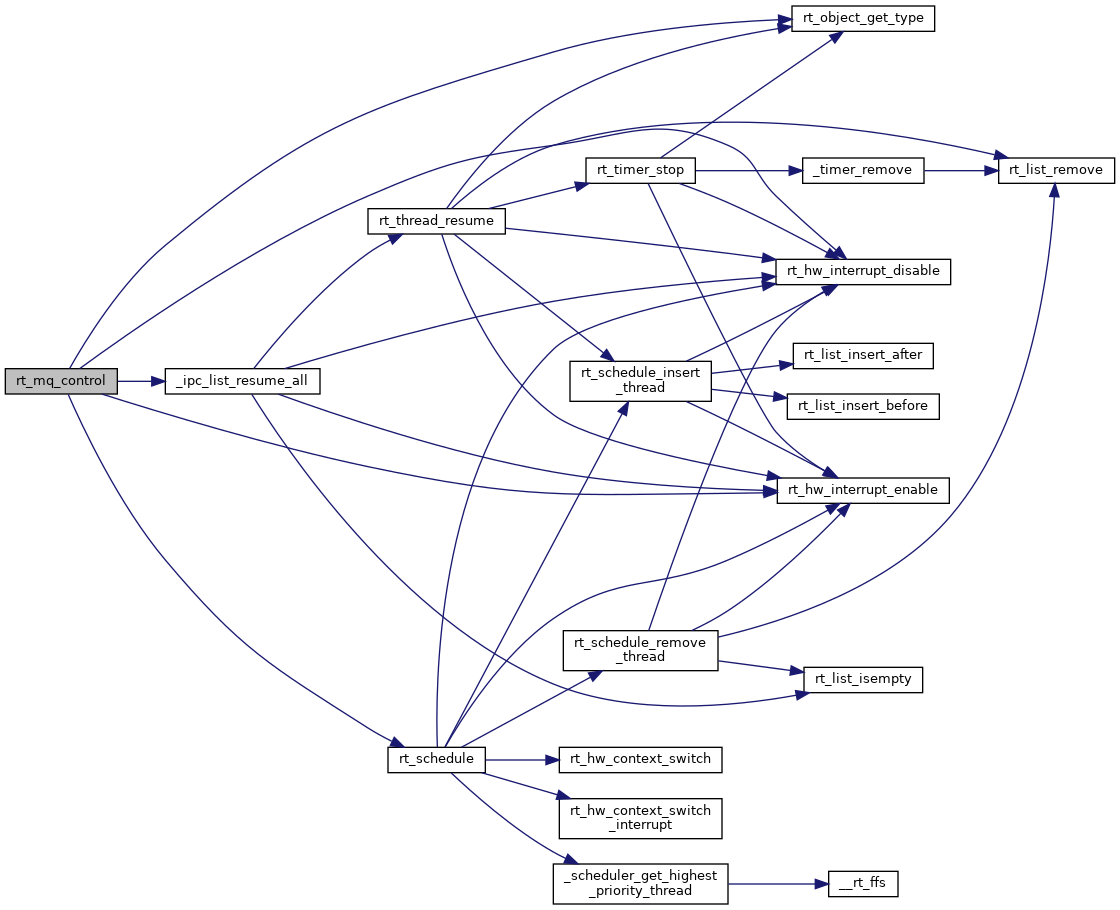 rt_object_get_type
rt_timer_stop
_timer_remove
rt_list_remove
rt_thread_resume
rt_hw_interrupt_disable
rt_list_insert_after
rt_mq_control
_ipc_list_resume_all
rt_schedule_insert
_thread
rt_list_insert_before
rt_hw_interrupt_enable
rt_schedule_remove
_thread
rt_list_isempty
rt_schedule
rt_hw_context_switch
rt_hw_context_switch
_interrupt
_scheduler_get_highest
_priority_thread
__rt_ffs